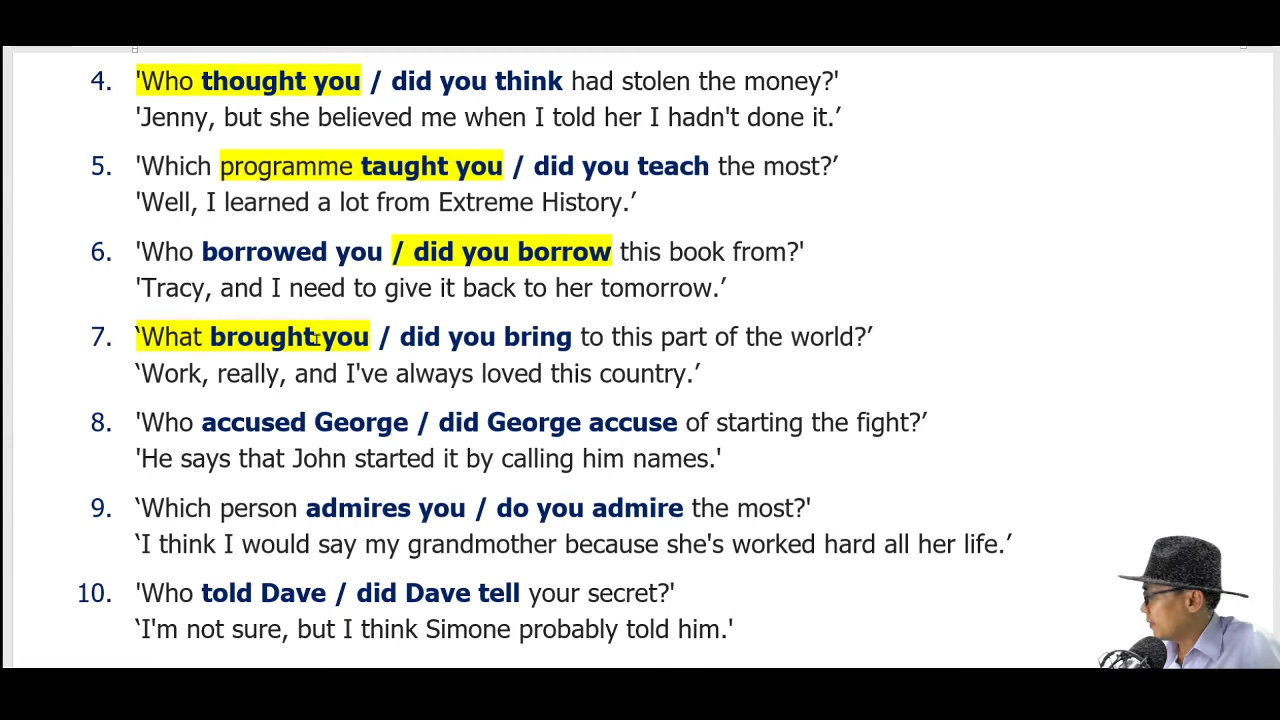 4. 'Who thought you / did you think had stolen the money?'
'Jenny, but she believed me when I told her I hadn't done it.’
5. 'Which programme taught you / did you teach the most?’
'Well, I learned a lot from Extreme History.’
6. 'Who borrowed you / did you borrow this book from?'
'Tracy, and I need to give it back to her tomorrow.’
7. ‘What brought you / did you bring to this part of the world?’
‘Work, really, and I've always loved this country.’
8. 'Who accused George / did George accuse of starting the fight?’
'He says that John started it by calling him names.'
9. ‘Which person admires you / do you admire the most?'
‘I think I would say my grandmother because she's worked hard all her life.’
10. 'Who told Dave / did Dave tell your secret?'
‘I'm not sure, but I think Simone probably told him.'